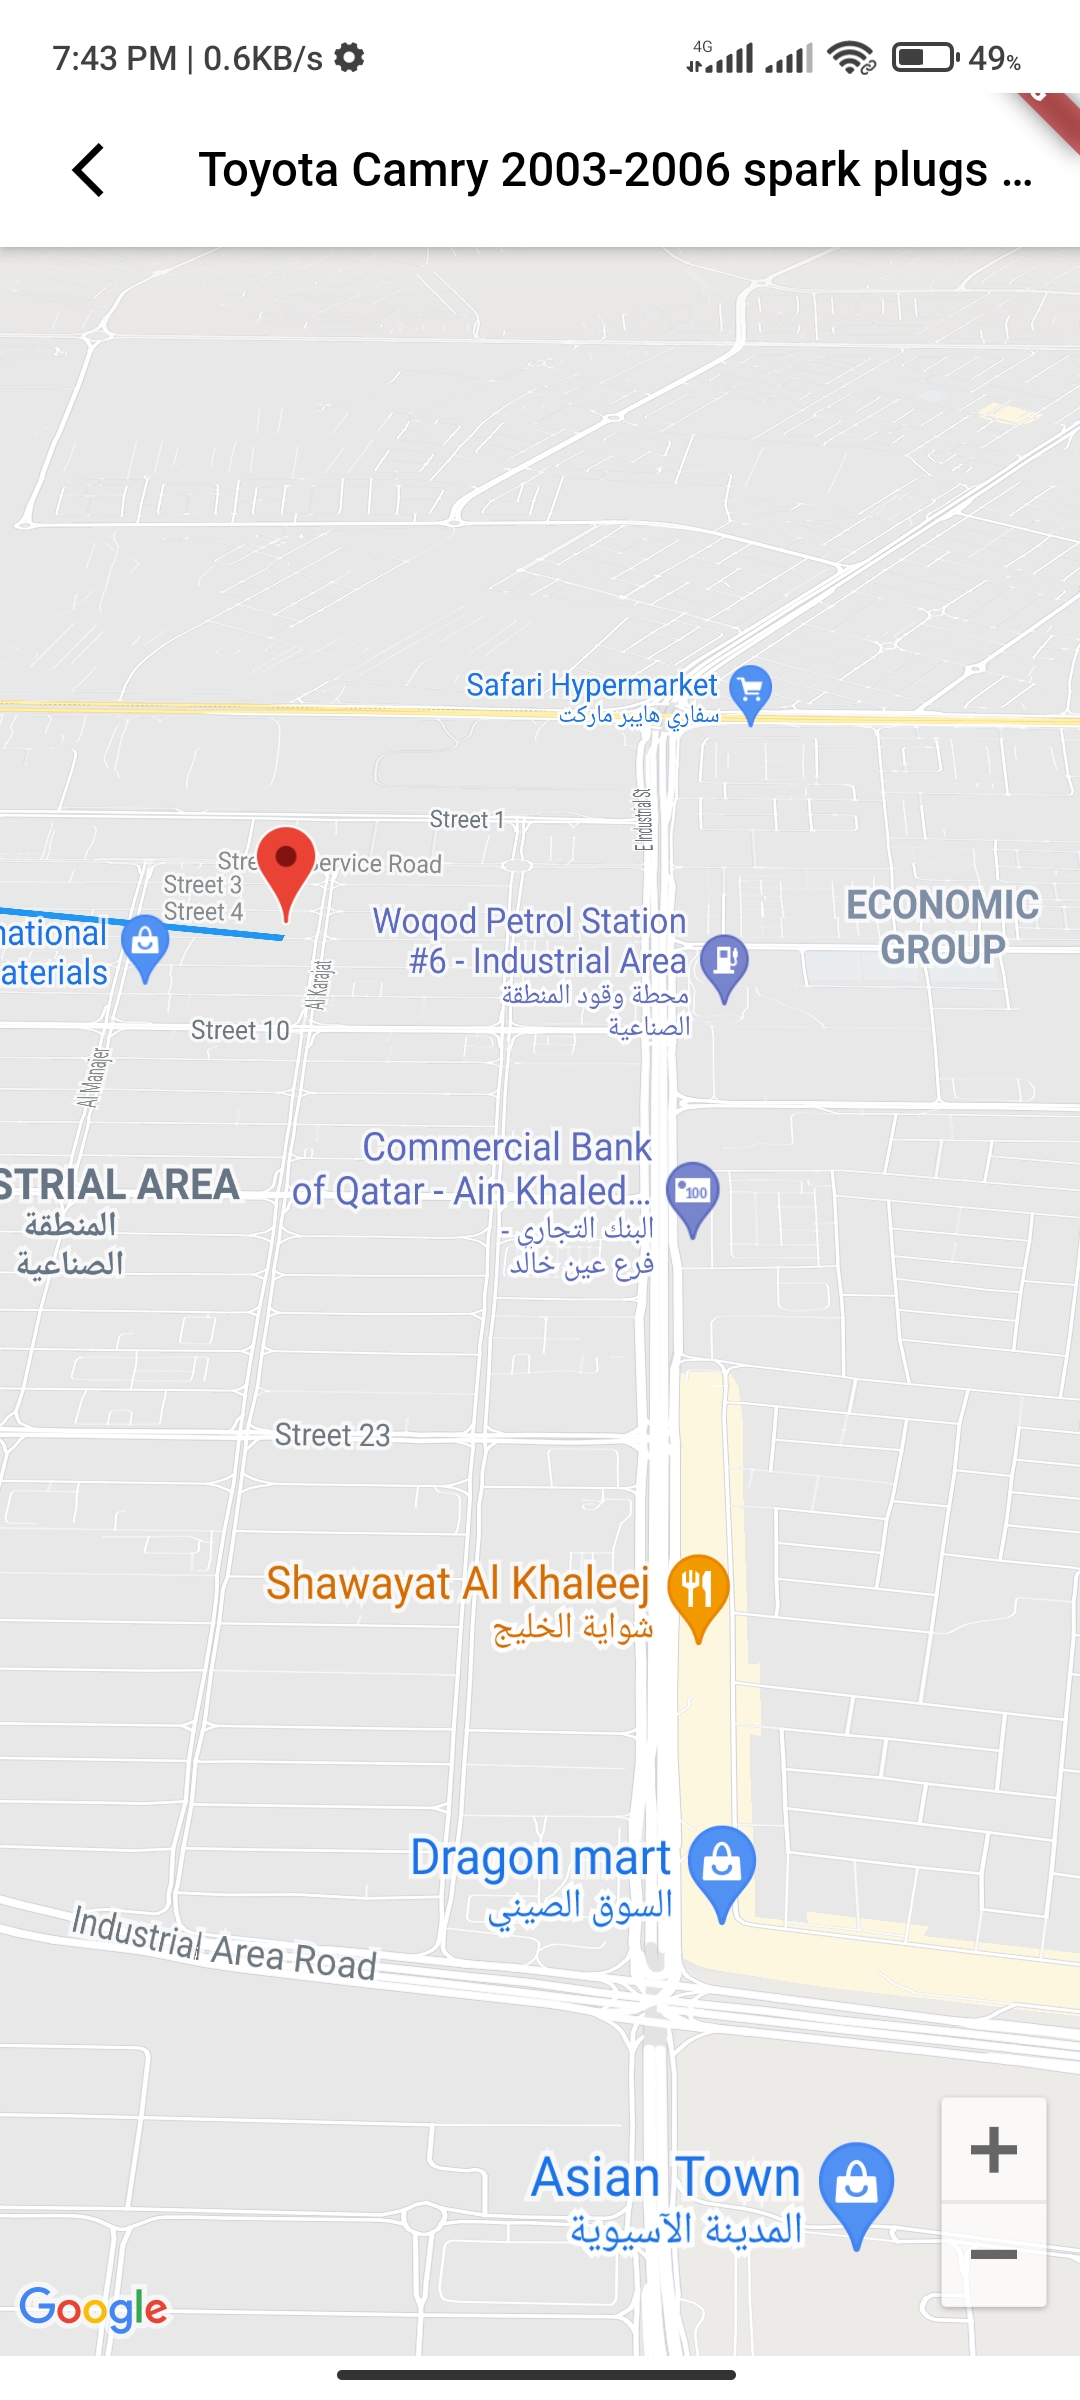 7:43 PM | 0.6KB/s
4G
49%
Toyota Camry 2003-2006 spark plugs ...
Safari Hypermarket
سفاري هايبر ماركت
E Industrial St
Street 1
Service Road
Street 3
Street 4
national
aterials
Woqod Petrol Station
#6 - Industrial Area
محطة وقود المنطقة
الصناعية
ECONOMIC
GROUP
Al Karajat
Street 10
Al Manajer
Commercial Bank
of Qatar - Ain Khaled...
البنك التجاري -
فرع عين خالد
100
STRIAL AREA
المنطقة
الصناعية
Street 23
Shawayat Al Khaleej
شواية الخليج
Dragon mart
السوق الصيني
Industrial Area Road
Asian Town
المدينة الآسيوية
Google